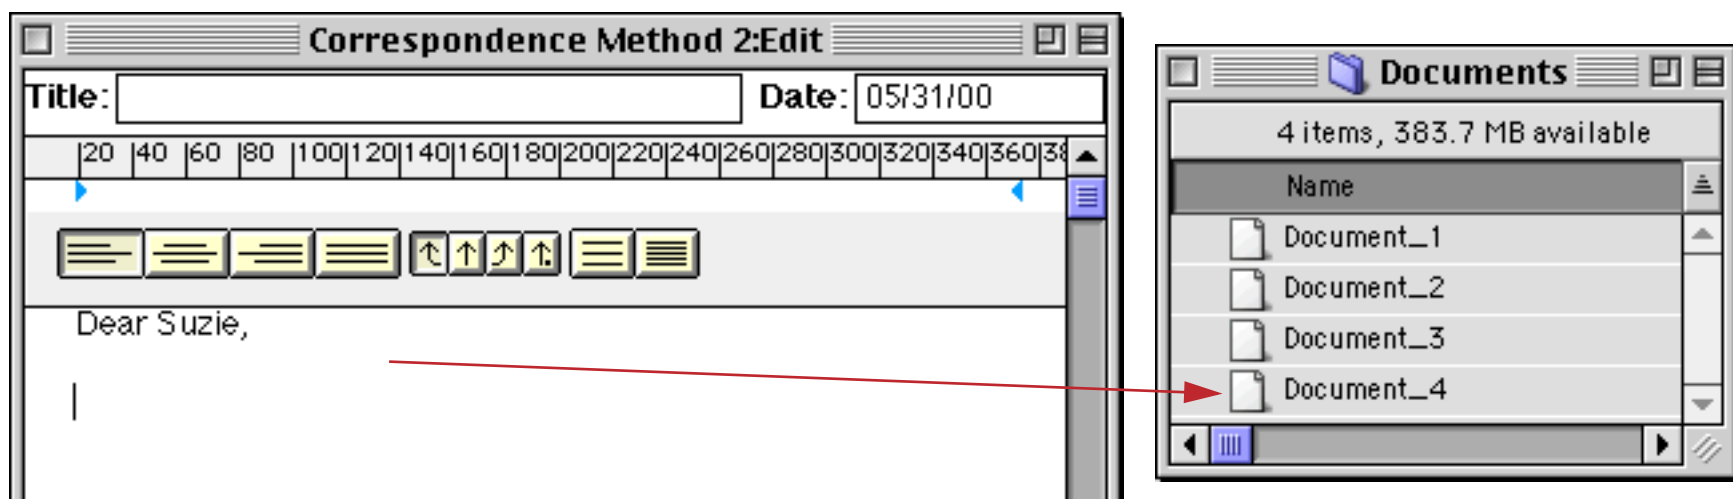 Correspondence Method 2:Edit
Title:
Date: 05/31/00
20 40 60 80 100 120 140 160 180 200 220 240 260 280 300 320 340 360 38
Dear Suzie,
Documents
4 items, 383.7 MB available
Name
Document_1
Document_2
Document_3
Document_4